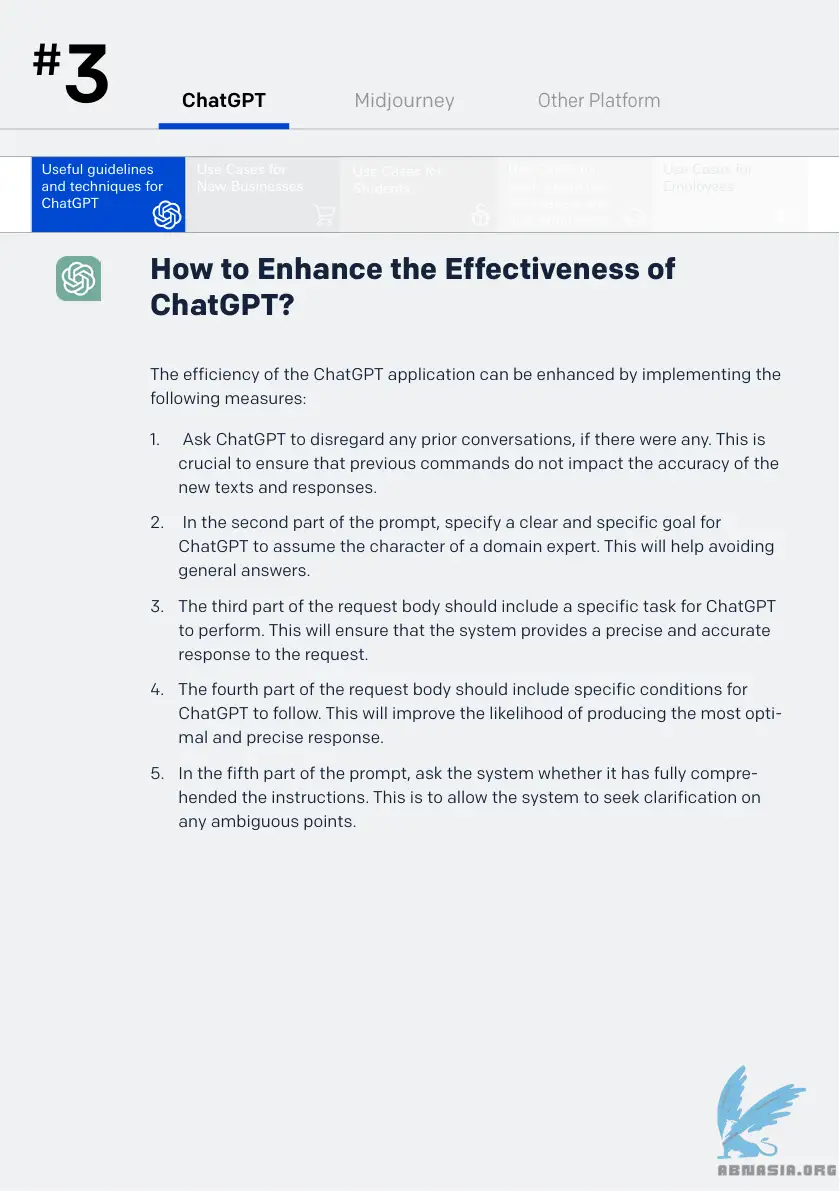 #3
ChatGPT
Midjourney
Other Platform
Useful guidelines
and techniques for
ChatGPT
Use Cases for
New Businesses
Use Cases for
Students
Use Cases for
Employees
How to Enhance the Effectiveness of
ChatGPT?
The efficiency of the ChatGPT application can be enhanced by implementing the
following measures:
1. Ask ChatGPT to disregard any prior conversations, if there were any. This is
crucial to ensure that previous commands do not impact the accuracy of the
new texts and responses.
2. In the second part of the prompt, specify a clear and specific goal for
ChatGPT to assume the character of a domain expert. This will help avoiding
general answers.
3. The third part of the request body should include a specific task for ChatGPT
to perform. This will ensure that the system provides a precise and accurate
response to the request.
4. The fourth part of the request body should include specific conditions for
ChatGPT to follow. This will improve the likelihood of producing the most opti-
mal and precise response.
5. In the fifth part of the prompt, ask the system whether it has fully compre-
hended the instructions. This is to allow the system to seek clarification on
any ambiguous points.
ABNASIA.ORG